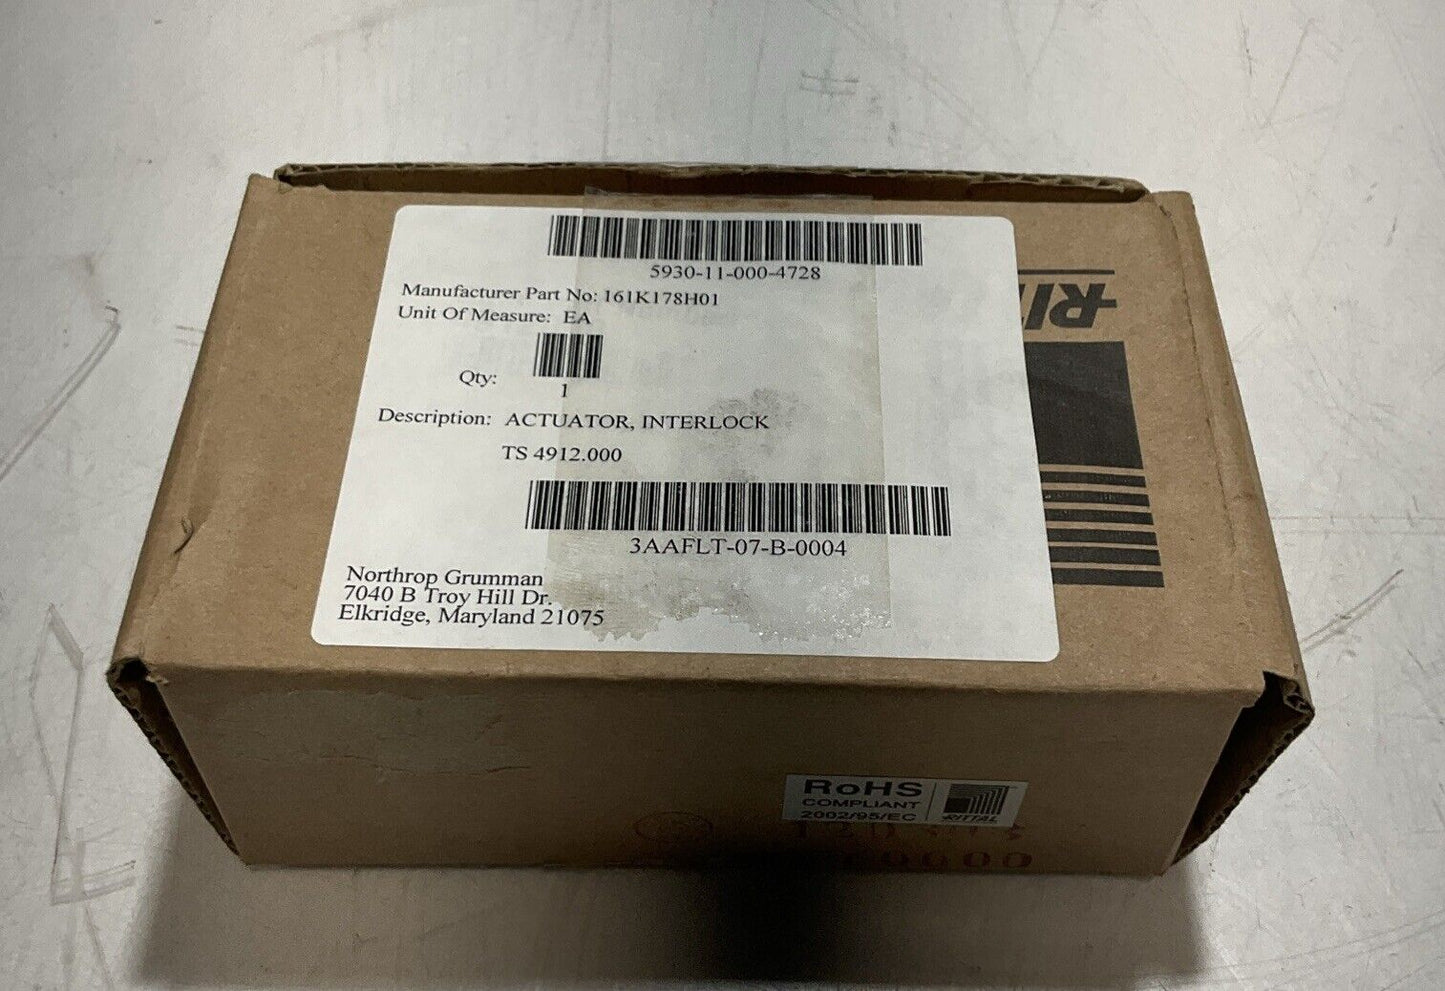 5930-11-000-4728
Manufacturer Part No: 161K178H01
Unit Of Measure: EA
Qty:
1
Description: ACTUATOR, INTERLOCK
TS 4912.000
3AAFLT-07-B-0004
Northrop Grumman
7040 B Troy Hill Dr.
Elkridge, Maryland 21075
RoHS
COMPLIANT
2002/95/EC
RITTAL